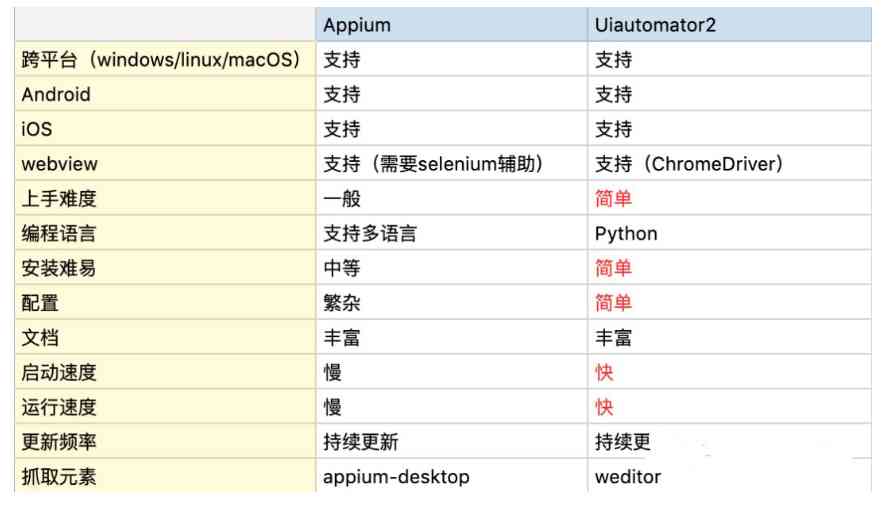 Appium Uiautomator2
跨平台（windows/linux/macOS） 支持 支持
Android 支持 支持
iOS 支持 支持
webview 支持（需要selenium辅助） 支持（ChromeDriver）
上手难度 一般 简单
编程语言 支持多语言 Python
安装难易 中等 简单
配置 繁杂 简单
文档 丰富 丰富
启动速度 慢 快
运行速度 慢 快
更新频率 持续更新 持续更
抓取元素 appium-desktop weditor